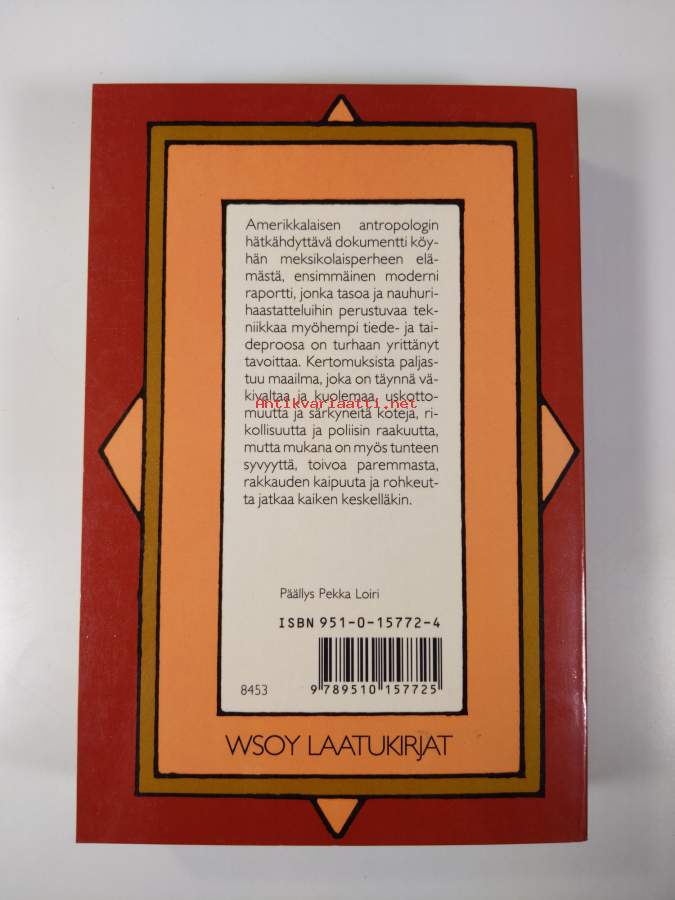 Amerikkalaisen antropologin
hätkähdyttävä dokumentti köy-
hän meksikolaisperheen elä-
mästä, ensimmäinen moderni
raportti, jonka tasoa ja nauhuri-
haastatteluihin perustuvaa tek-
niikkaa myöhempi tiede- ja tai-
deproosa on turhaan yrittänyt
tavoittaa. Kertomuksista paljas-
tuu maailma, joka on täynnä vä-
kivaltaa ja kuolemaa, uskotto-
Antikvariaatti.net
muutta ja särkyneitä koteja, ri-
kollisuutta ja poliisin raakuutta,
mutta mukana on myös tunteen
syvyyttä, toivoa paremmasta,
rakkauden kaipuuta ja rohkeut-
ta jatkaa kaiken keskelläkin.
Päällys Pekka Loiri
ISBN 951-0-15772-4
8453
9 789510 157725
WSOY LAATUKIRJAT